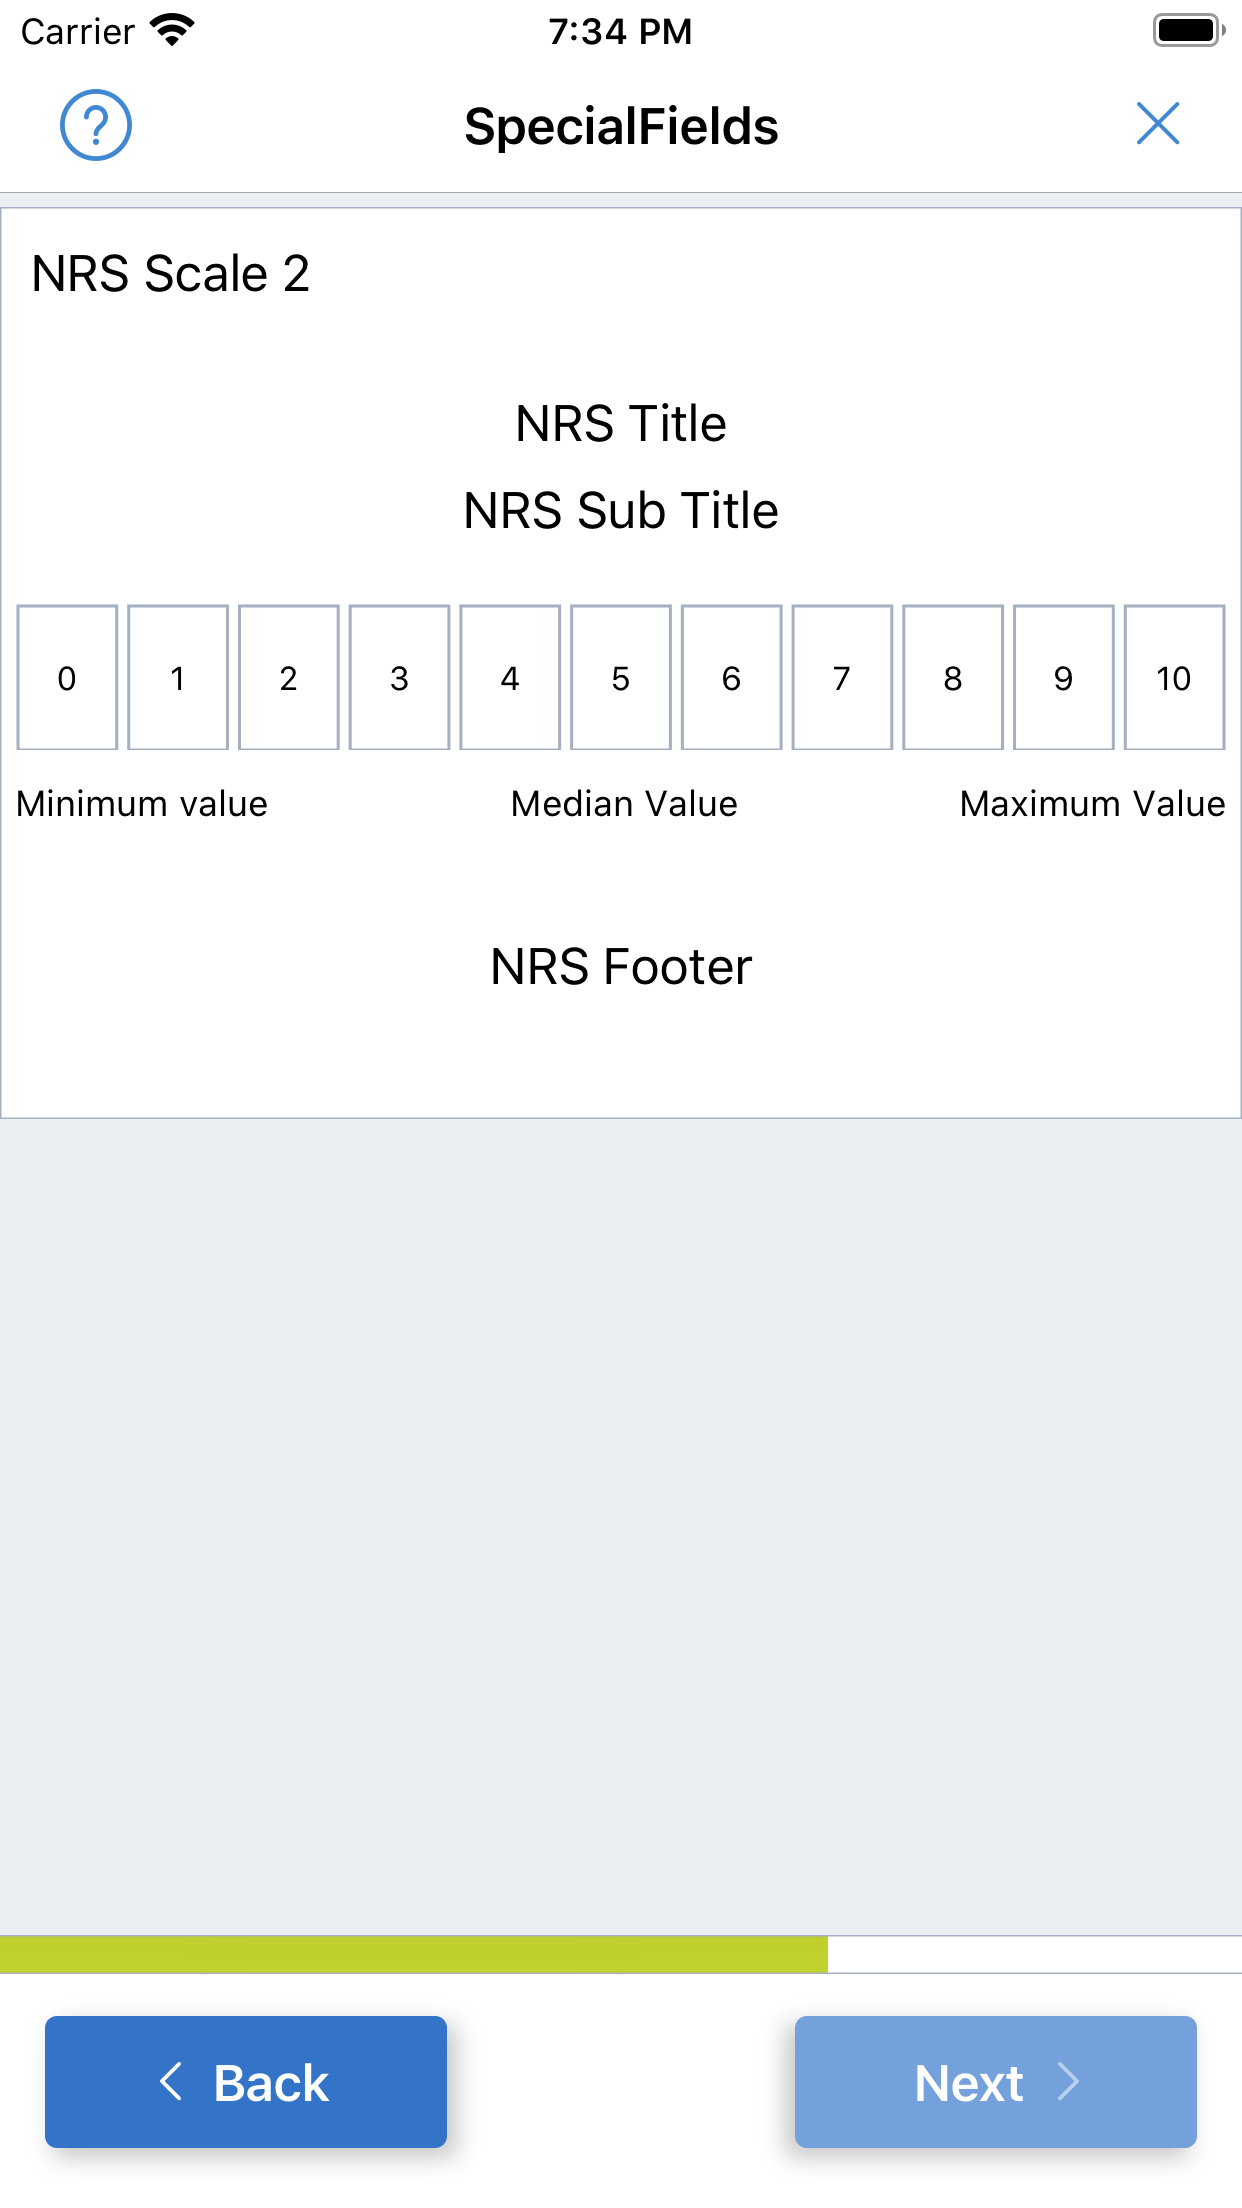 Carrier 7:34 PM
? SpecialFields
NRS Scale 2
NRS Title
NRS Sub Title
0 1 2 3 4 5 6 7 8 9 10
Minimum value Median Value Maximum Value
NRS Footer
Back Next